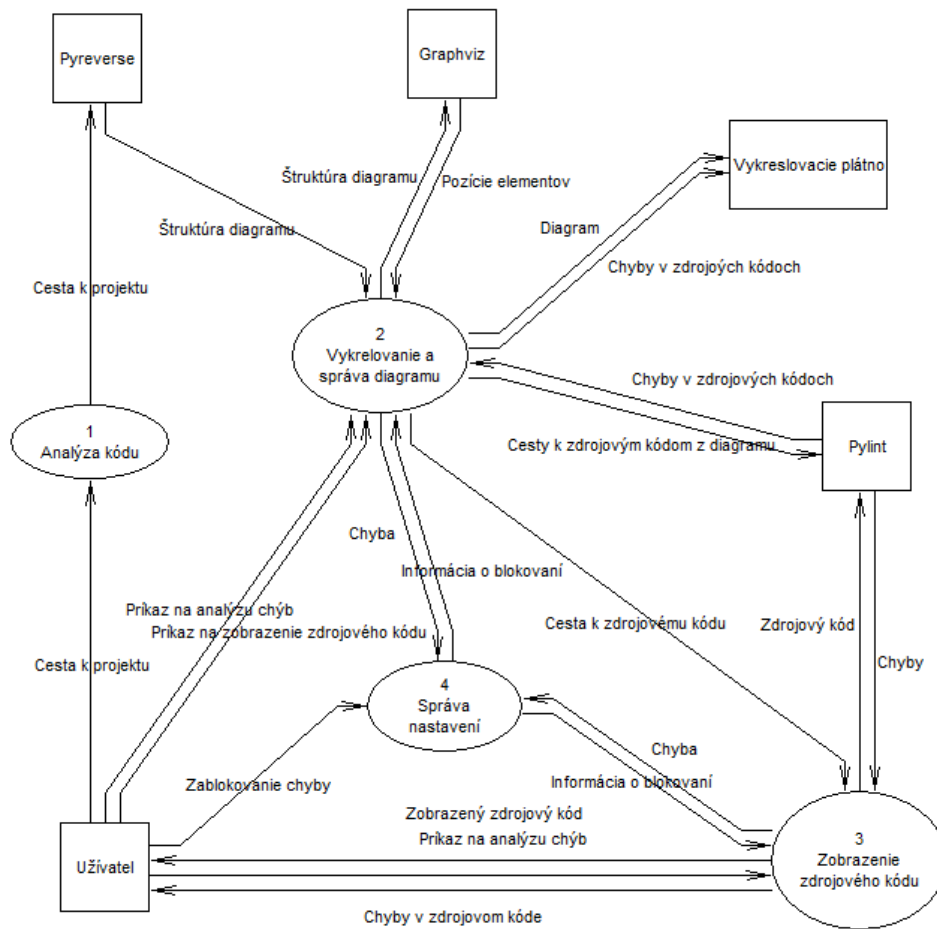 Pyreverse
Graphviz
Vykreslovacie plátno
Štruktúra diagramu
Pozície elementov
Štruktúra diagramu
Diagram
Chyby v zdrojoých kódoch
Cesta k projektu
2
Vykrelovanie a
správa diagramu
Chyby v zdrojových kódoch
1
Analýza kódu
Cesty k zdrojovým kódom z diagramu
Pylint
Chyba
Informácia o blokovaní
Príkaz na analýzu chýb
Príkaz na zobrazenie zdrojového kódu
Cesta k zdrojovému kódu
Zdrojový kód
Cesta k projektu
Chyby
4
Správa
nastavení
Chyba
Zablokovanie chyby
Informácia o blokovaní
Zobrazený zdrojový kód
Príkaz na analýzu chýb
Užívatel
3
Zobrazenie
zdrojového kódu
Chyby v zdrojovom kóde